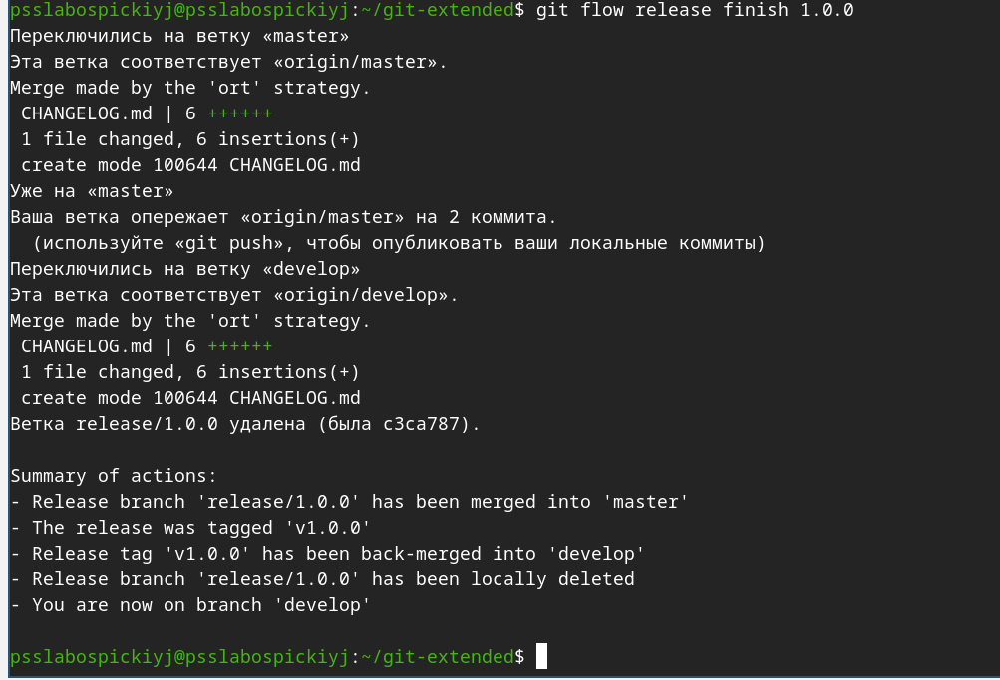 psslabospickiyj@psslabospickiyj:~/git-extended$ git flow release finish 1.0.0
Переключились на ветку «master»
Эта ветка соответствует «origin/master».
Merge made by the 'ort' strategy.
 CHANGELOG.md | 6 ++++++
 1 file changed, 6 insertions(+)
 create mode 100644 CHANGELOG.md
Уже на «master»
Ваша ветка опережает «origin/master» на 2 коммита.
  (используйте «git push», чтобы опубликовать ваши локальные коммиты)
Переключились на ветку «develop»
Эта ветка соответствует «origin/develop».
Merge made by the 'ort' strategy.
 CHANGELOG.md | 6 ++++++
 1 file changed, 6 insertions(+)
 create mode 100644 CHANGELOG.md
Ветка release/1.0.0 удалена (была c3ca787).

Summary of actions:
- Release branch 'release/1.0.0' has been merged into 'master'
- The release was tagged 'v1.0.0'
- Release tag 'v1.0.0' has been back-merged into 'develop'
- Release branch 'release/1.0.0' has been locally deleted
- You are now on branch 'develop'

psslabospickiyj@psslabospickiyj:~/git-extended$